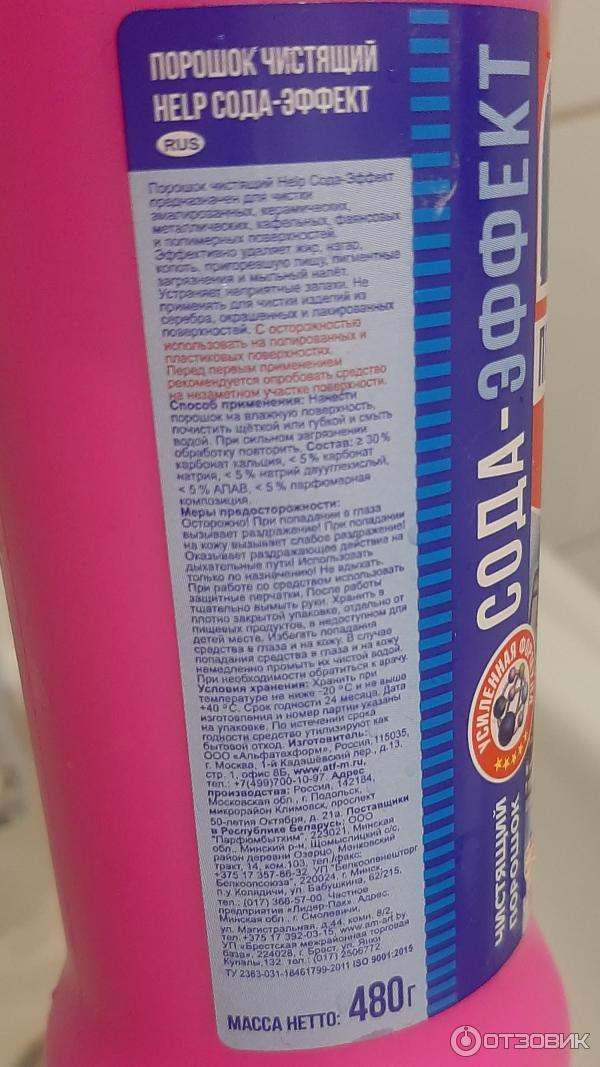 ПОРОШОК ЧИСТЯЩИЙ
HELP СОДА-ЭФФЕКТ
RUS
Порошок чистящий Help Сода-Эффект
предназначен для чистки
эмалированных, керамических,
металлических, кафельных, фаянсовых
и полимерных поверхностей.
Эффективно удаляет жир, нагар,
копоть, пригоревшую пищу, пигментные
загрязнения и мыльный налёт.
Устраняет неприятные запахи. Не
применять для чистки изделий из
серебра, окрашенных и лакированных
поверхностей. С осторожностью
использовать на полированных и
пластиковых поверхностях.
Перед первым применением
рекомендуется опробовать средство
на незаметном участке поверхности.
Способ применения: Нанести
порошок на влажную поверхность,
почистить щёткой или губкой и смыть
водой. При сильном загрязнении
обработку повторить. Состав: ≥ 30%
карбонат кальция, < 5% карбонат
натрия, < 5% натрий двууглекислый,
< 5% АПАВ, < 5% парфюмерная
композиция.
Меры предосторожности:
Осторожно! При попадании в глаза
вызывает раздражение! При попадании
на кожу вызывает слабое раздражение!
Оказывает раздражающее действие на
дыхательные пути! Использовать
только по назначению! Не вдыхать.
При работе со средством использовать
защитные перчатки. После работы
тщательно вымыть руки. Хранить в
плотно закрытой упаковке, отдельно от
пищевых продуктов, в недоступном для
детей месте. Избегать попадания
средства в глаза и на кожу. В случае
попадания средства в глаза и на кожу
немедленно промыть их чистой водой.
При необходимости обратиться к врачу.
Условия хранения: Хранить при
температуре не ниже -20 °С и не выше
+40 °С. Срок годности 24 месяца. Дата
изготовления и номер партии указаны
на упаковке. По истечении срока
годности средство утилизируют как
бытовой отход. Изготовитель:
ООО «Альфатехформ», Россия, 115035,
г. Москва, 1-й Кадашёвский пер., д.13,
стр. 1, офис 8Б, www.atf-m.ru.
тел.: +7(499)700-10-97. Адрес
производства: Россия, 142184,
Московская обл., г. Подольск,
микрорайон Климовск, проспект
50-летия Октября, д. 21а. Поставщики
в Республике Беларусь: ООО
"Парфюмбытхим", 223021, Минская
обл., Минский р-н, Щомыслицкий с/с,
район деревни Озерцо, Менковский
тракт, 14, ком.103, тел./факс:
+375 17 357-86-32 УП "Белкоопвнешторг
Белкоопсоюза", 220024, г. Минск,
п.у.Колядичи, ул. Бабушкина, 62/215,
тел.: (017) 368-57-00. Частное
предприятие «Лидер-Пак». Адрес:
Минская обл., г. Смолевичи,
ул. Магистральная, д.44, комн. 8/2,
тел. +375 17 392-03-15 www.am-art.by.
УП «Брестская межрайонная торговая
база», 224028, г. Брест, ул. Янки
Купалы,132. тел.: (017) 2506772.
ТУ 2383-031-18461799-2011 ISO 9001:2015
МАССА НЕТТО: 480г
СОДА-ЭФФЕКТ
УСИЛЕННАЯ
ЧИСТЯЩИЙ
ПОРОШОК
ОТЗОВИК